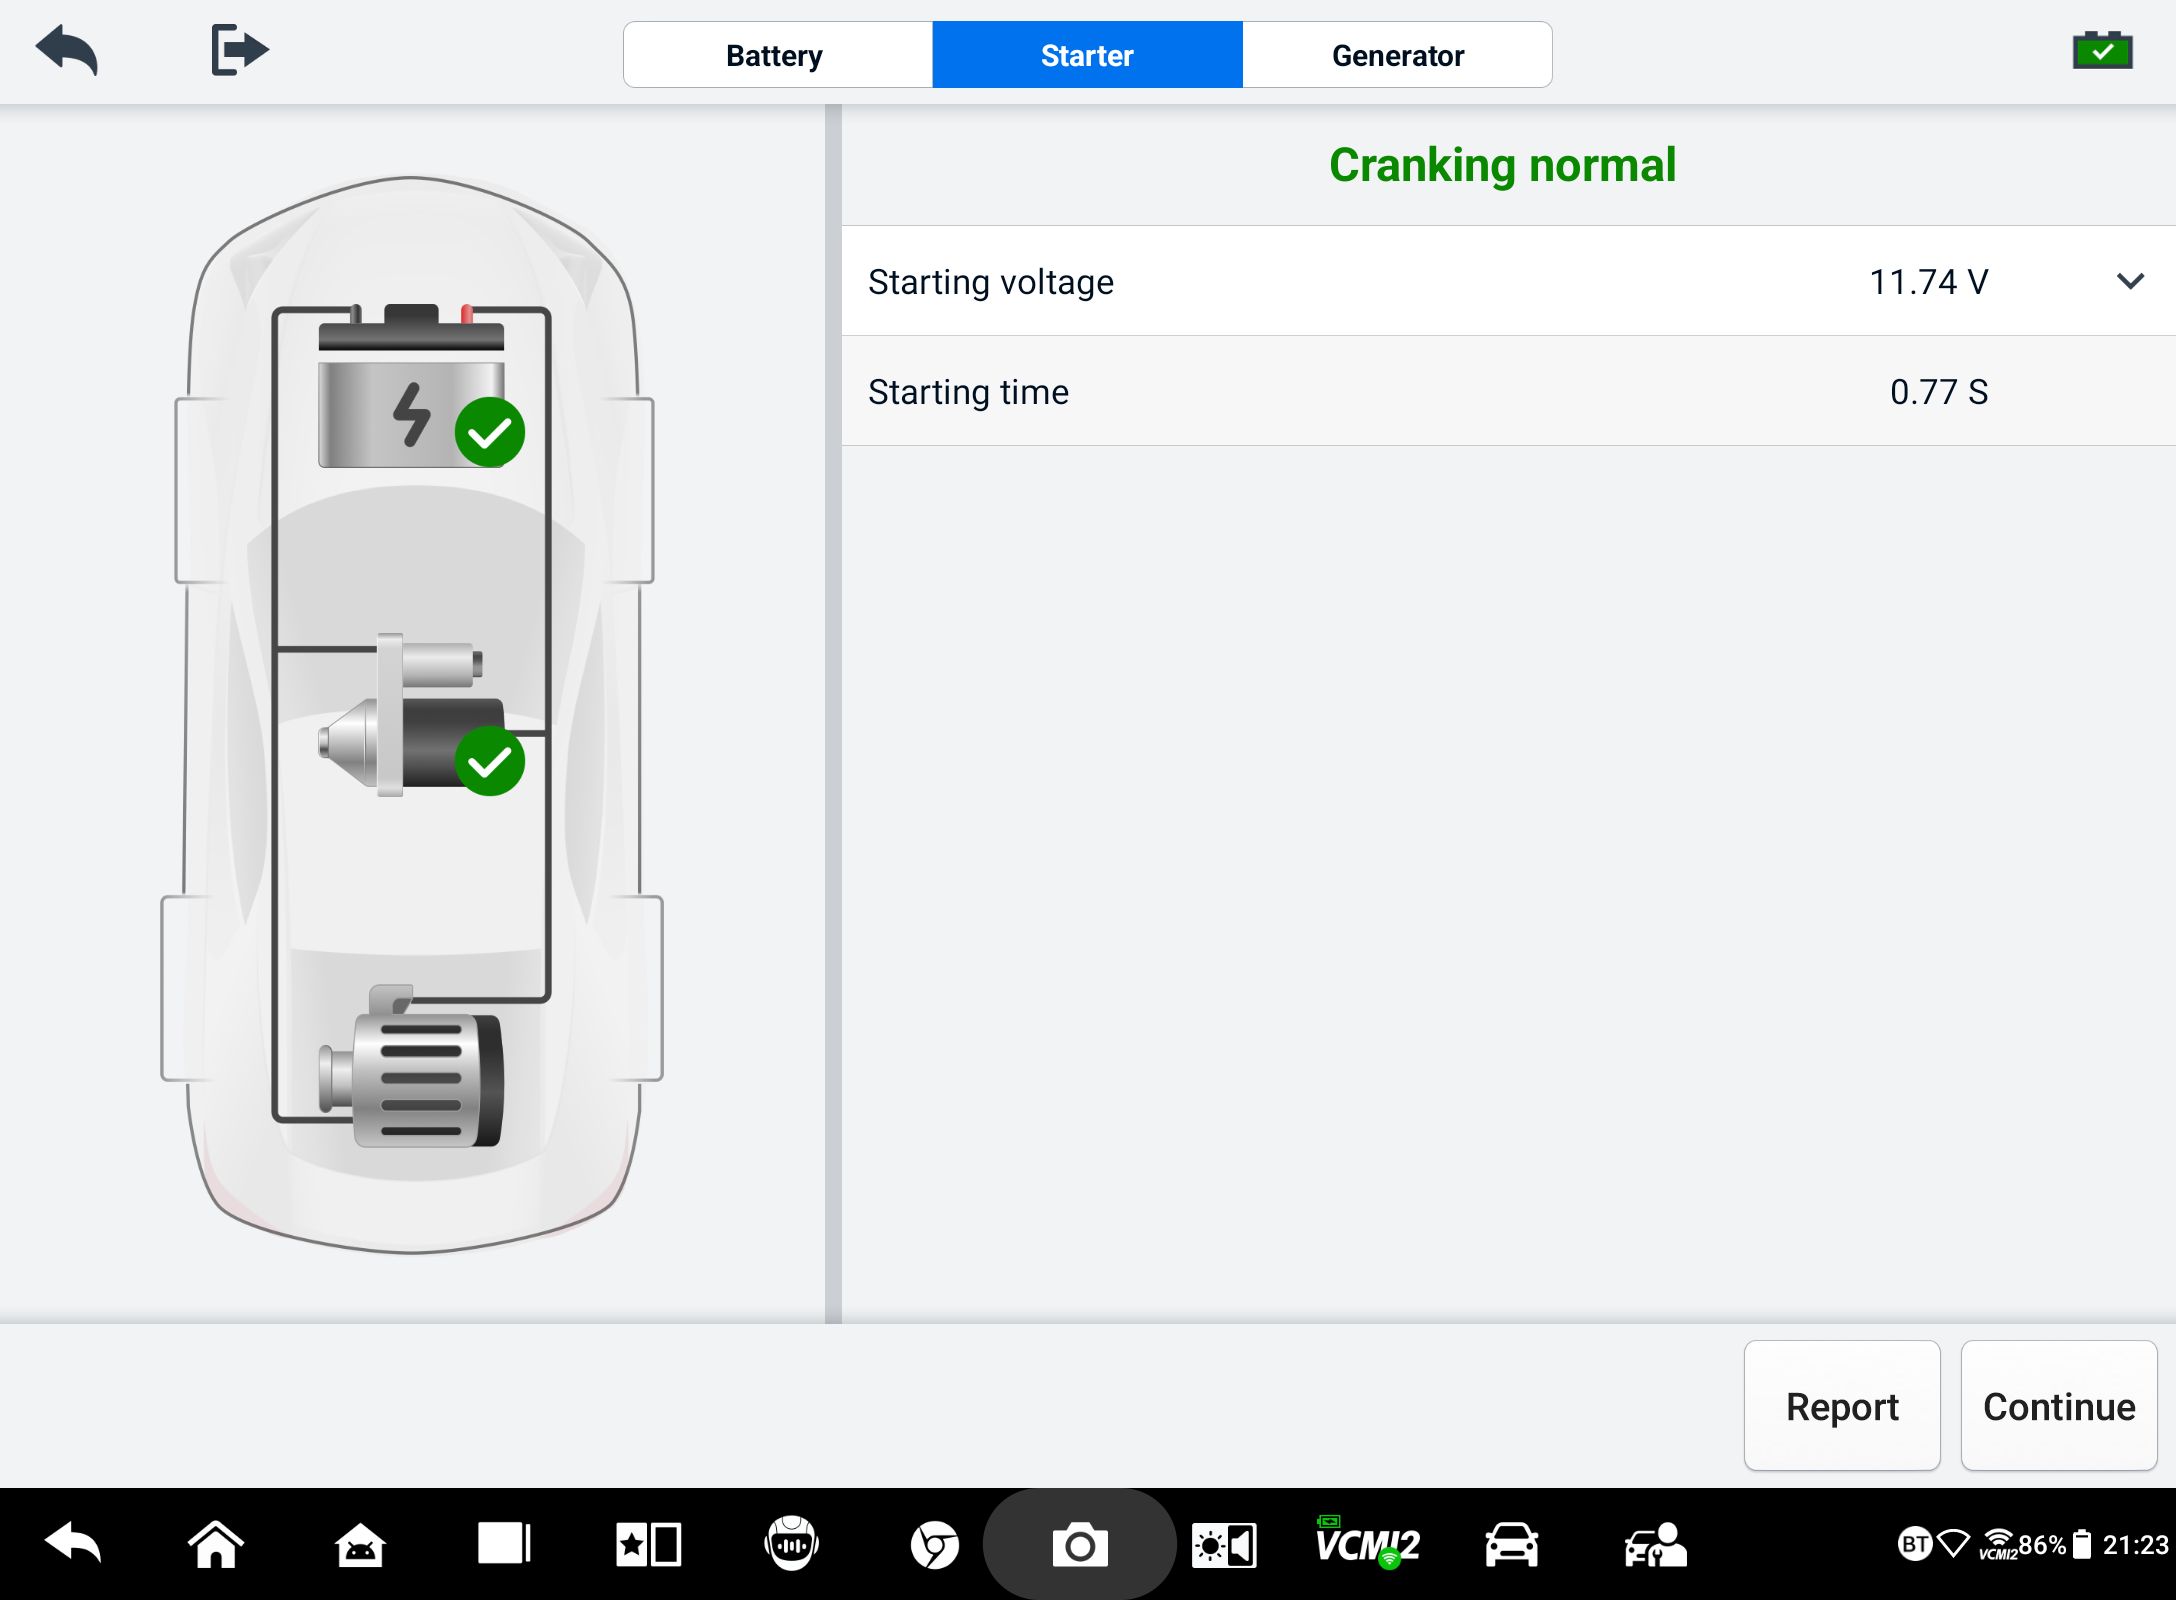 Battery
Starter
Generator
Cranking normal
Starting voltage 11.74 V
Starting time 0.77 S
Report
Continue
VCMI2
BT
VCMI2
86%
21:23